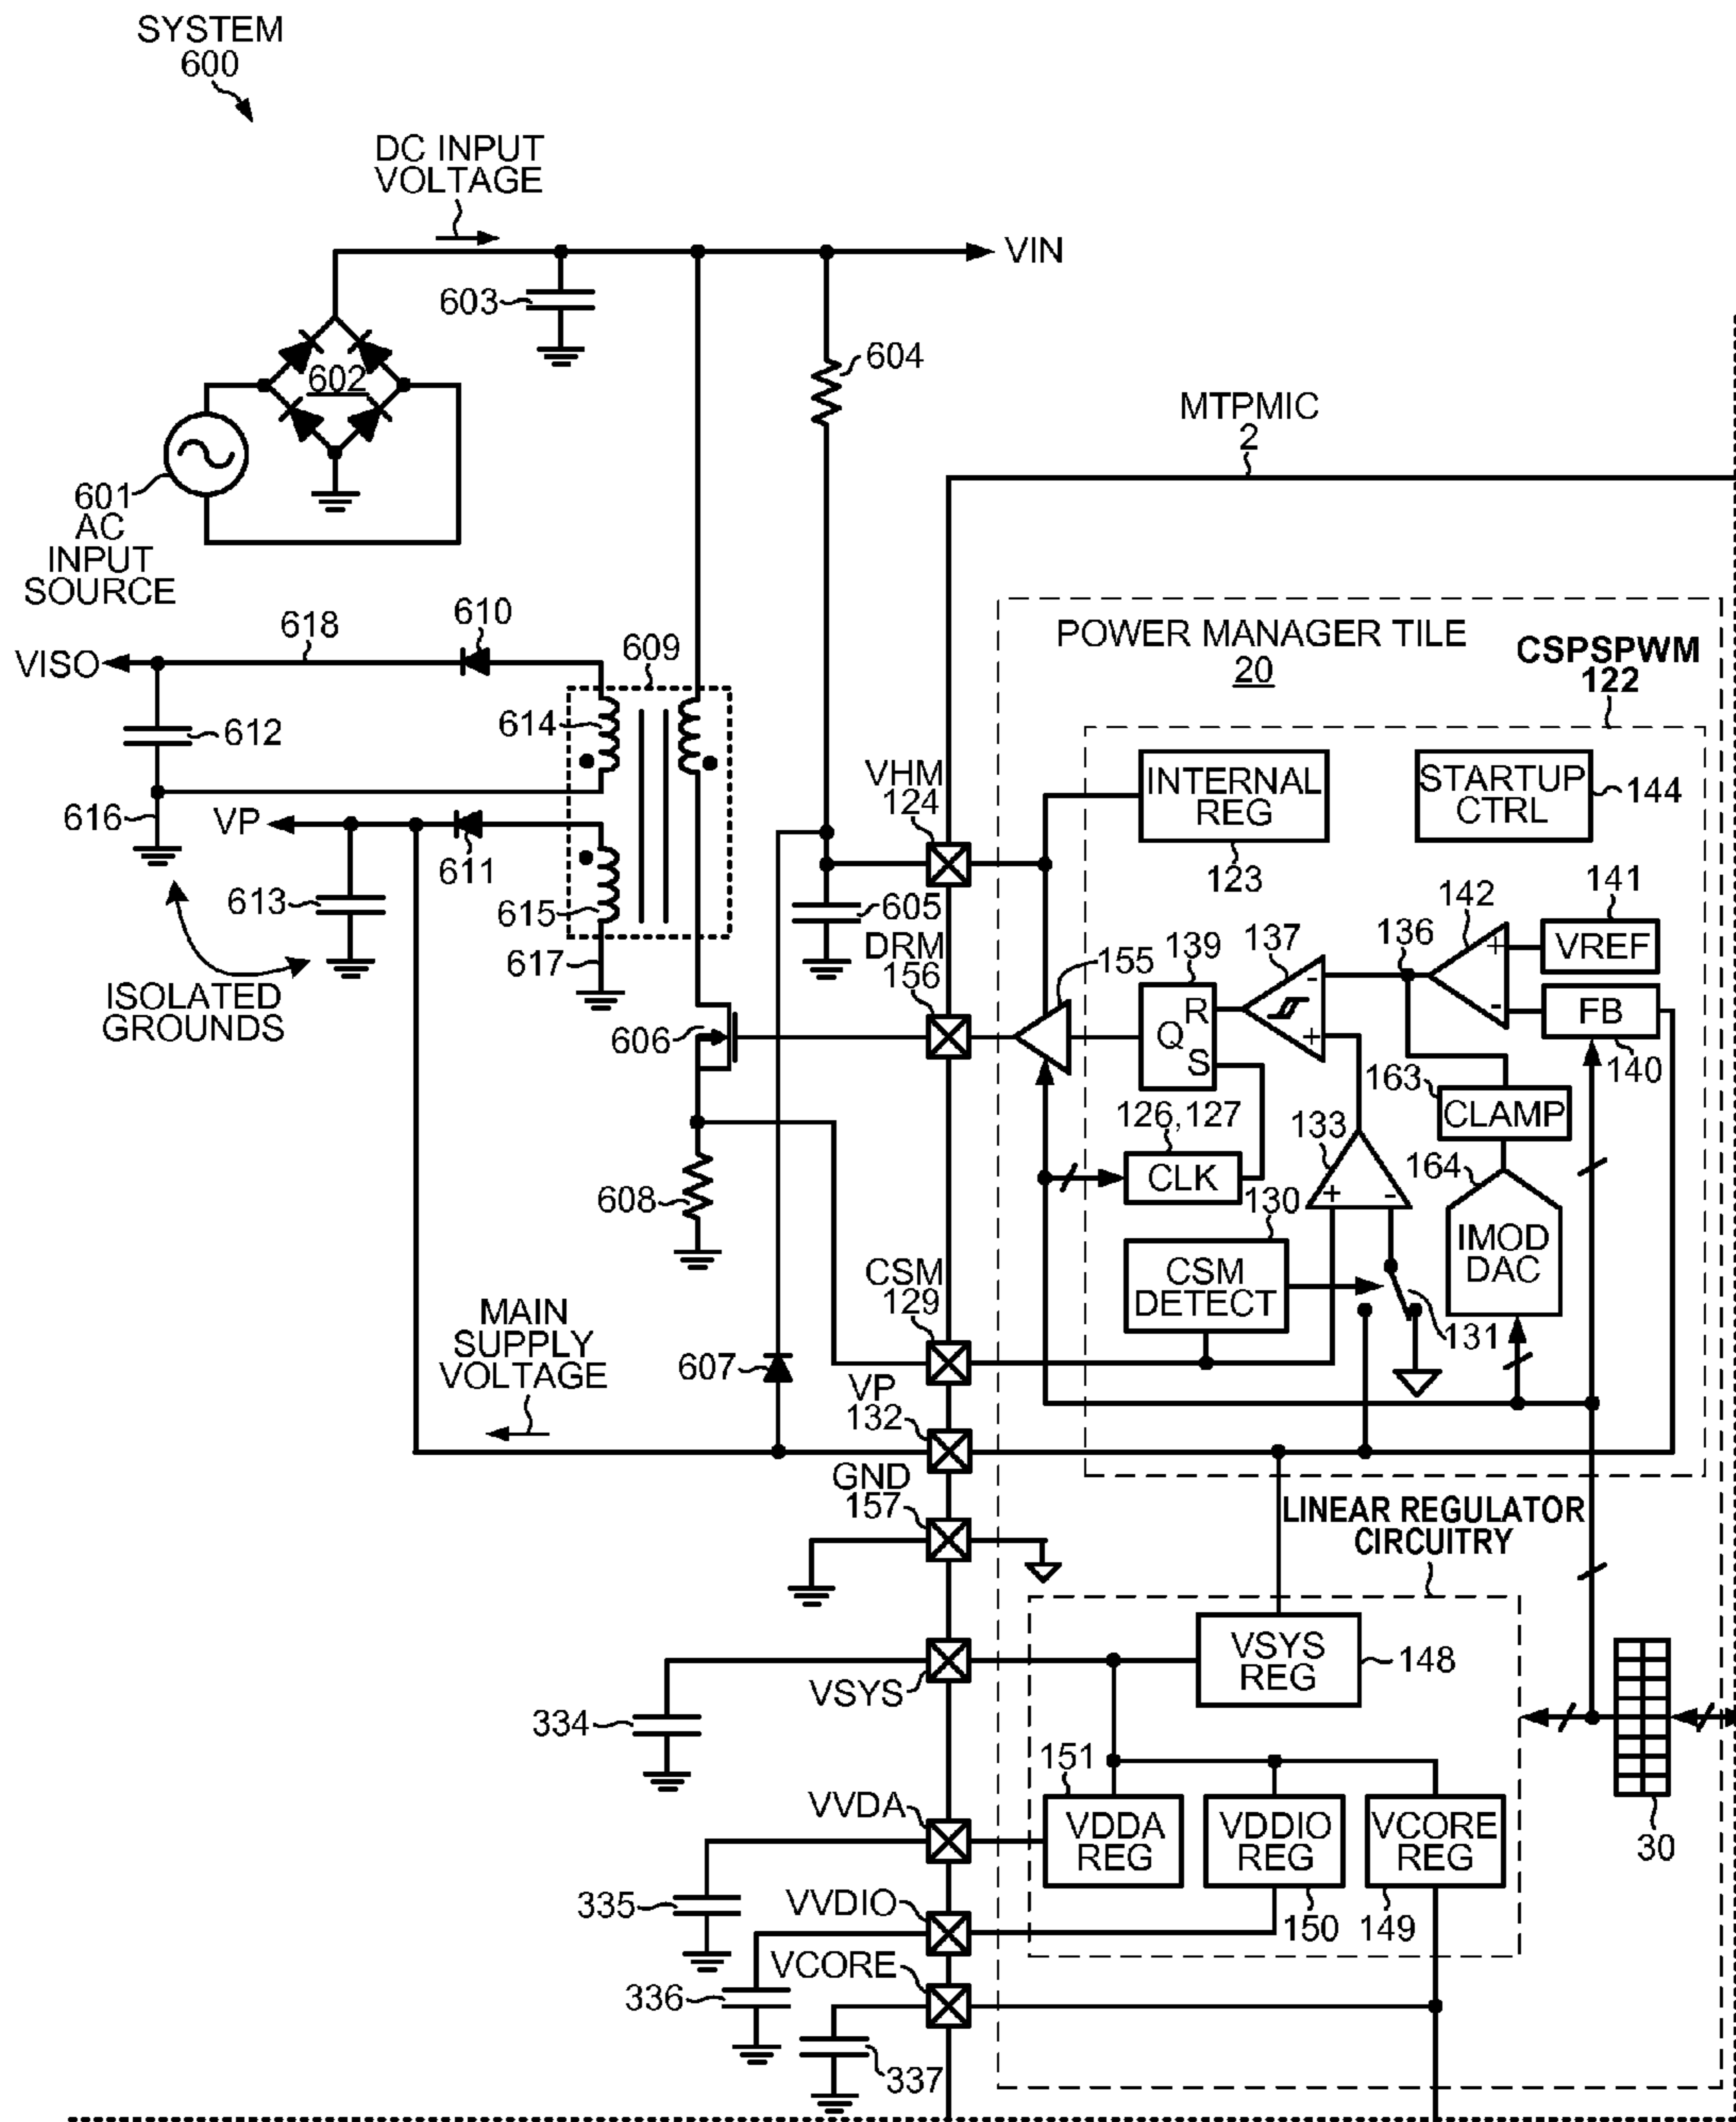 SYSTEM
600
DC INPUT
VOLTAGE
VIN
603
604
602
601
AC
INPUT
SOURCE
MTPMIC
2
618
610
609
VISO
POWER MANAGER TILE
20
CSPSPWM
122
614
612
VHM
124
INTERNAL
REG
STARTUP
CTRL
144
616
VP
611
123
613
615
605
617
DRM
156
155
139
137
136
142
141
VREF
+
-
ISOLATED
GROUNDS
606
R
Q
S
-
+
FB
140
163
CLAMP
126,127
CLK
133
164
608
130
+
-
IMOD
DAC
CSM
129
CSM
DETECT
131
MAIN
SUPPLY
VOLTAGE
607
VP
132
GND
157
LINEAR REGULATOR
CIRCUITRY
VSYS
REG
148
VSYS
334
151
VVDA
VDDA
REG
VDDIO
REG
VCORE
REG
30
335
VVDIO
150
149
VCORE
336
337